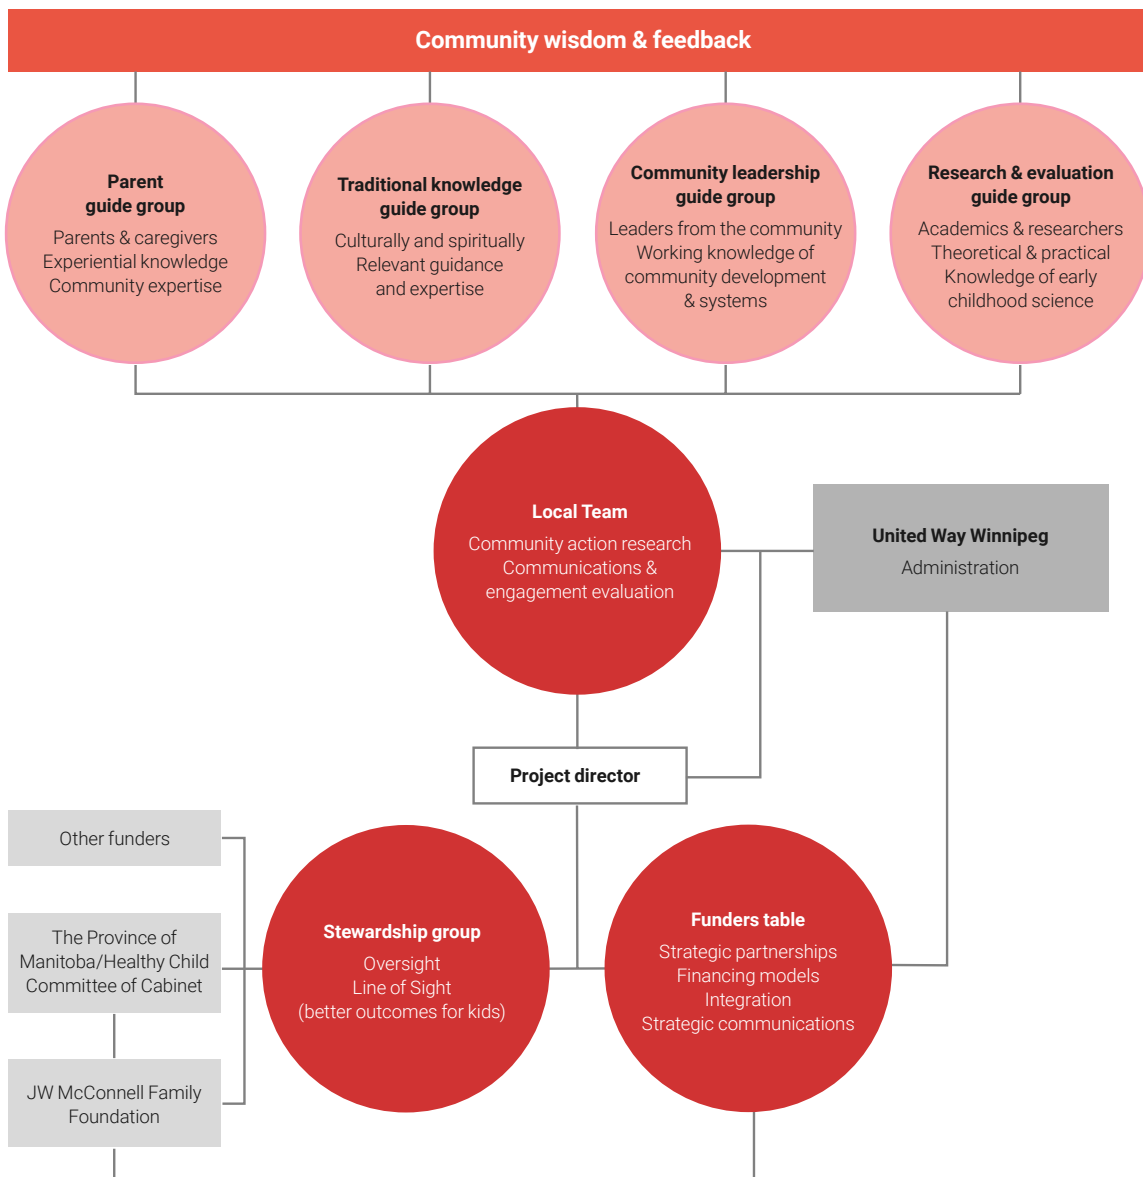 Community wisdom & feedback
Parent
guide group
Parents & caregivers
Experiential knowledge
Community expertise
Traditional knowledge
guide group
Culturally and spiritually
Relevant guidance
and expertise
Community leadership
guide group
Leaders from the community
Working knowledge of
community development
& systems
Research & evaluation
guide group
Academics & researchers
Theoretical & practical
Knowledge of early
childhood science
Local Team
Community action research
Communications &
engagement evaluation
United Way Winnipeg
Administration
Project director
Other funders
The Province of
Manitoba/Healthy Child
Committee of Cabinet
JW McConnell Family
Foundation
Stewardship group
Oversight
Line of Sight
(better outcomes for kids)
Funders table
Strategic partnerships
Financing models
Integration
Strategic communications